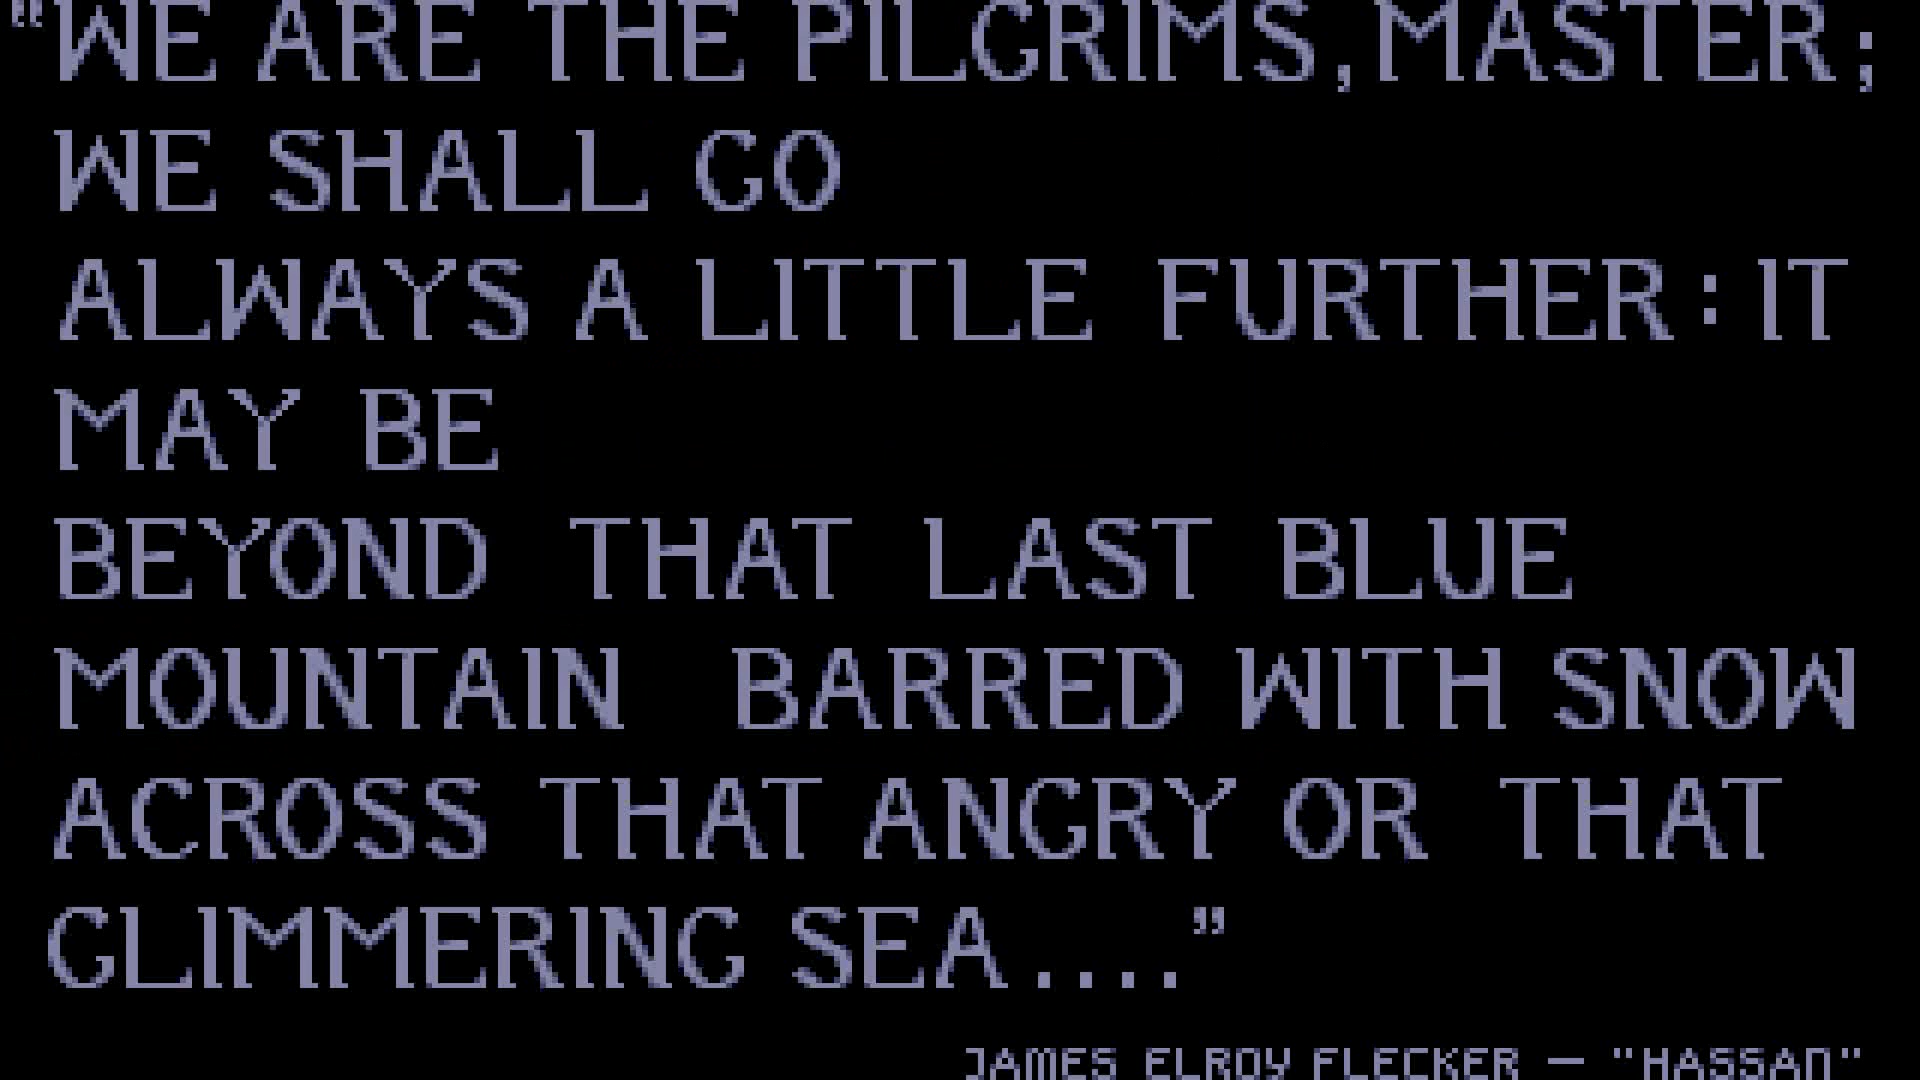 "WE ARE THE PILGRIMS, MASTER;
WE SHALL GO
ALWAYS A LITTLE FURTHER: IT
MAY BE
BEYOND THAT LAST BLUE
MOUNTAIN BARRED WITH SNOW
ACROSS THAT ANGRY OR THAT
GLIMMERING SEA...."
JAMES ELROY FLECKER — "HASSAN"